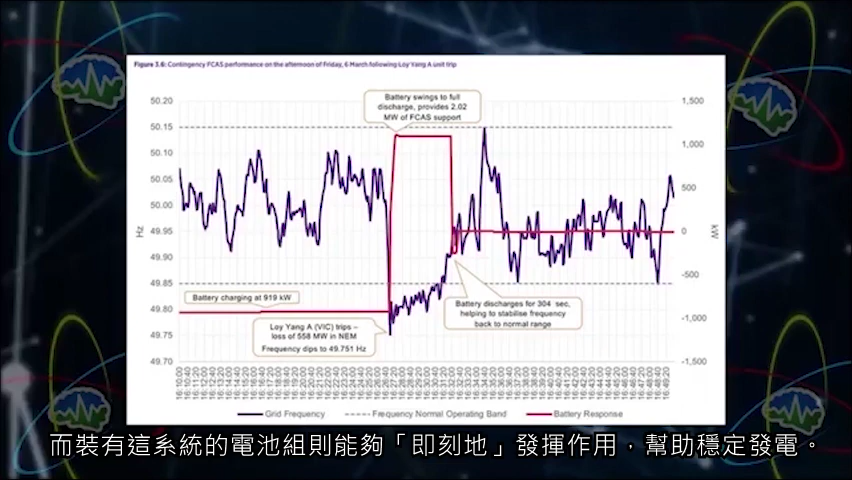 Figure 3.6: Contingency FCAS performance on the afternoon of Friday, 6 March following Loy Yang A unit trip
Battery swings to full
discharge, provides 2.02
MW of FCAS support
50.20
50.15
50.10
50.05
50.00
49.95
49.90
49.85
49.80
49.75
49.70
Hz
1,500
1,000
500
0
-500
-1,000
-1,500
kW
Battery charging at 919 kW
Loy Yang A (VIC) trips –
loss of 558 MW in NEM
Frequency dips to 49.751 Hz
Battery discharges for 304 sec,
helping to stabilise frequency
back to normal range
Grid Frequency
Frequency Normal Operating Band
Battery Response
而裝有這系統的電池組則能夠「即刻地」發揮作用，幫助穩定發電。